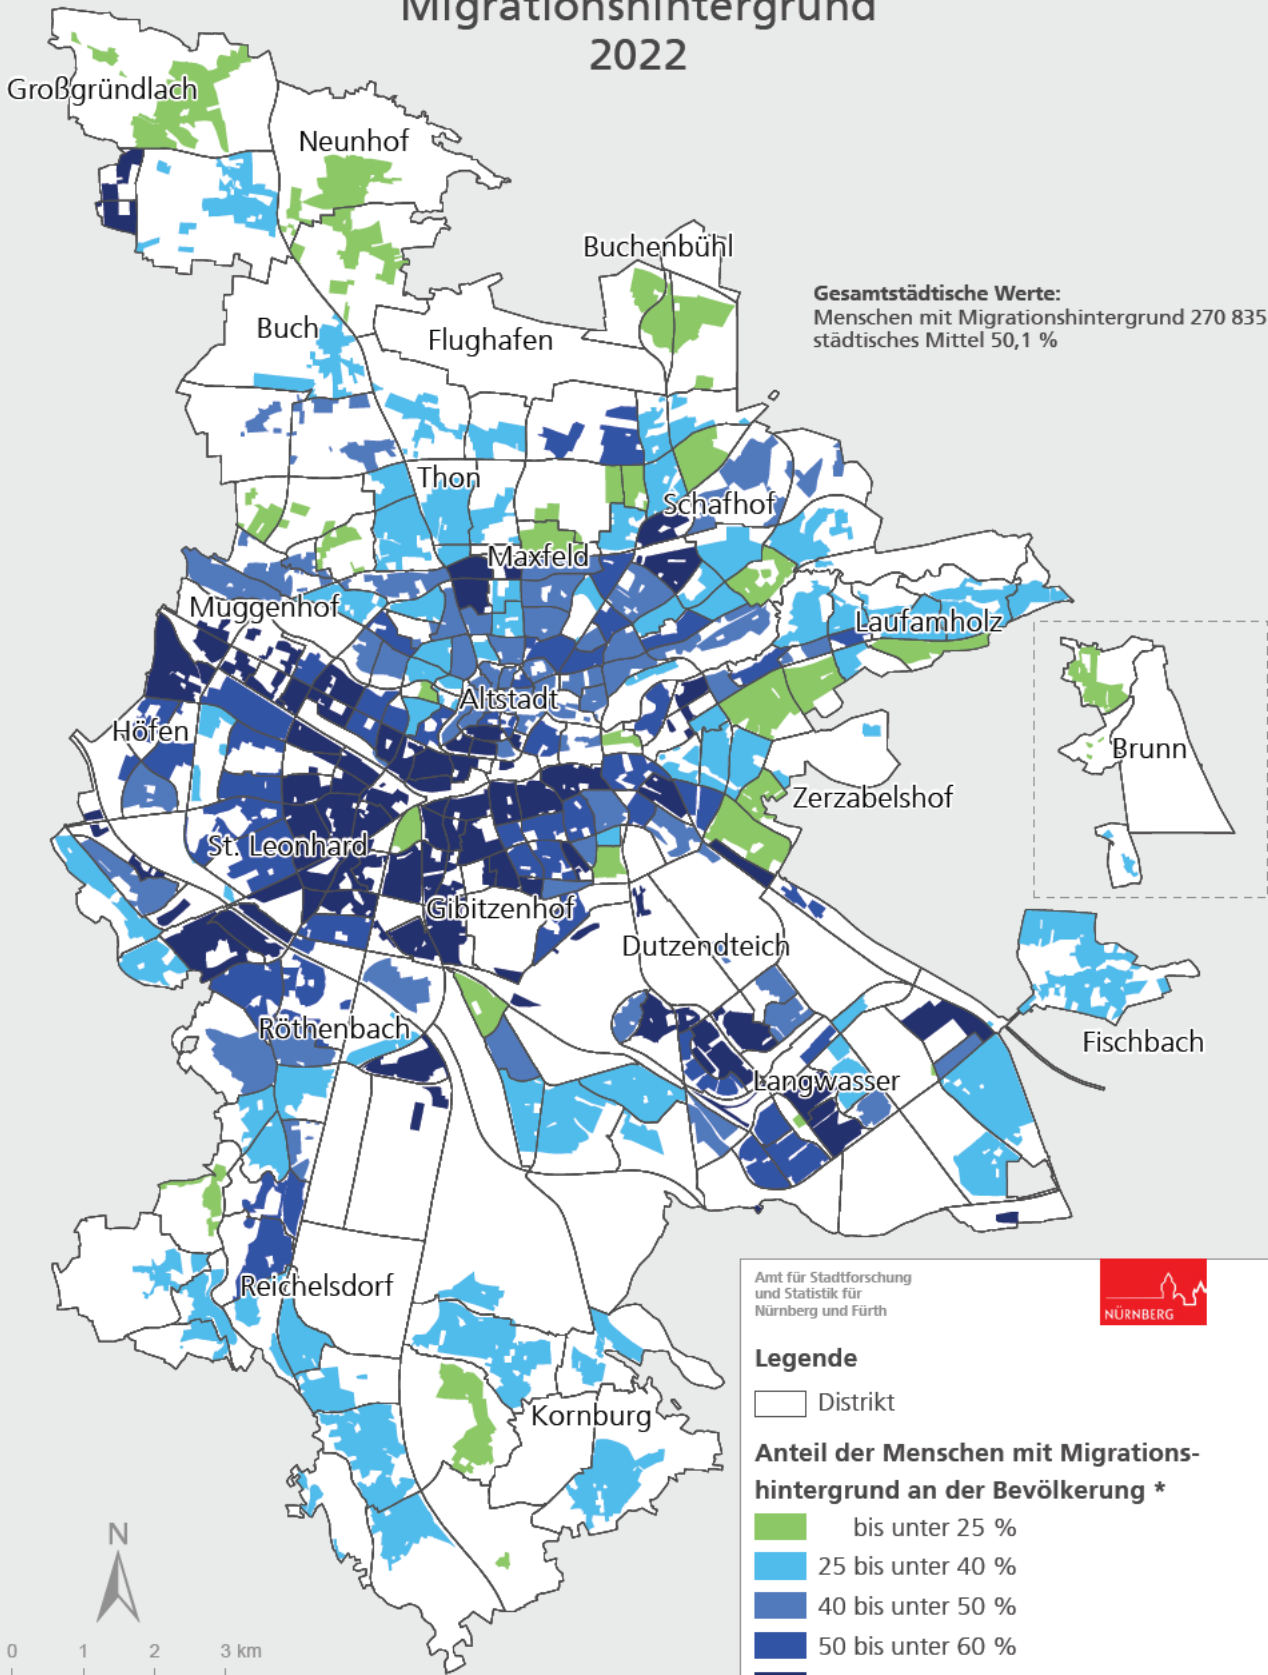 Migrationshintergrund
2022
Großgründlach
Neunhof
Buchenbühl
Gesamtstädtische Werte:
Menschen mit Migrationshintergrund 270 835
städtisches Mittel 50,1 %
Buch
Flughafen
Thon
Schafhof
Maxfeld
Muggenhof
Laufamholz
Altstadt
Höfen
Brunn
Zerzabelshof
St. Leonhard
Gibitzenhof
Dutzendteich
Röthenbach
Fischbach
Langwasser
Reichelsdorf
Kornburg
Amt für Stadtforschung
und Statistik für
Nürnberg und Fürth
NÜRNBERG
Legende
Distrikt
Anteil der Menschen mit Migrations-
hintergrund an der Bevölkerung *
bis unter 25 %
25 bis unter 40 %
40 bis unter 50 %
50 bis unter 60 %
N
0 1 2 3 km